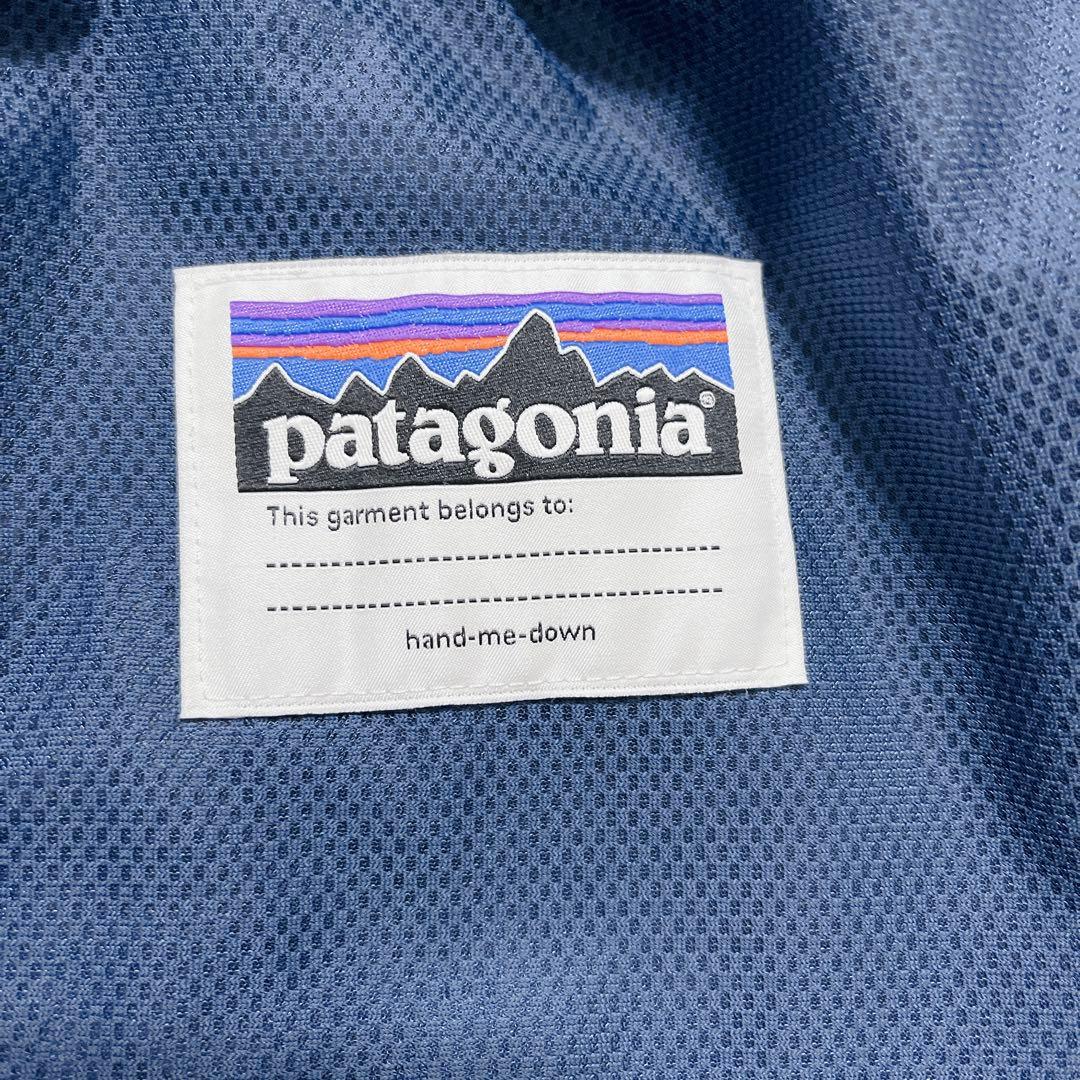 patagonia®
This garment belongs to:
hand-me-down